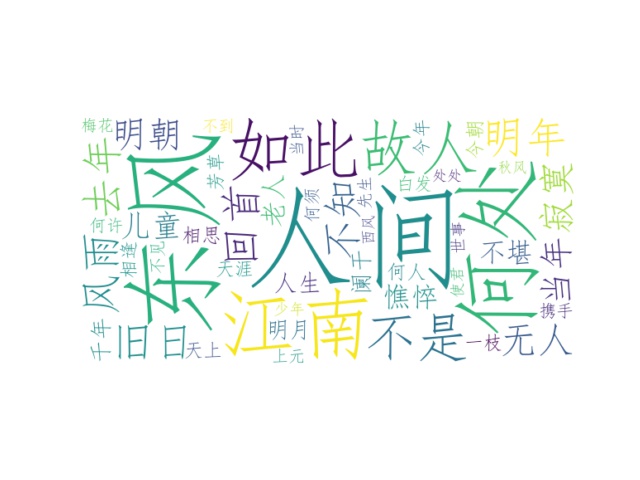 梅花
明朝
不到
去年
何许
儿童
风雨
相逢
不见
千年
旧日
天上
东风
芳草
相思
天涯
如此
当时
回首
老人
何须
人间
人生
不知
阑干
西风
先生
江南
少年
明月
上元
故人
今年
今朝
白发
处处
何人
憔悴
使君
世事
不是
一枝
何处
明年
秋风
寂寞
不堪
当年
携手
无人